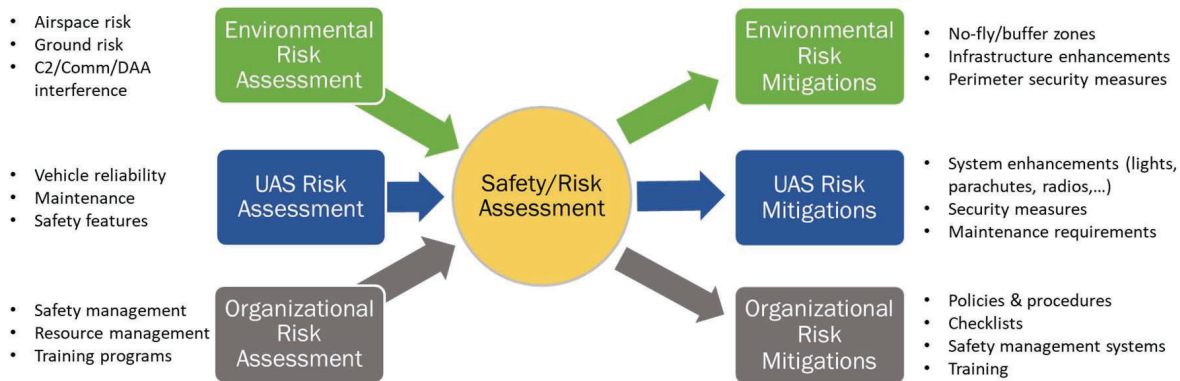 • Airspace risk
• Ground risk
• C2/Comm/DAA
interference
Environmental
Risk
Assessment
Environmental
Risk
Mitigations
• No-fly/buffer zones
• Infrastructure enhancements
• Perimeter security measures
• Vehicle reliability
• Maintenance
• Safety features
UAS Risk
Assessment
Safety/Risk
Assessment
UAS Risk
Mitigations
• System enhancements (lights,
parachutes, radios,...)
• Security measures
• Maintenance requirements
• Safety management
• Resource management
• Training programs
Organizational
Risk
Assessment
Organizational
Risk
Mitigations
• Policies & procedures
• Checklists
• Safety management systems
• Training